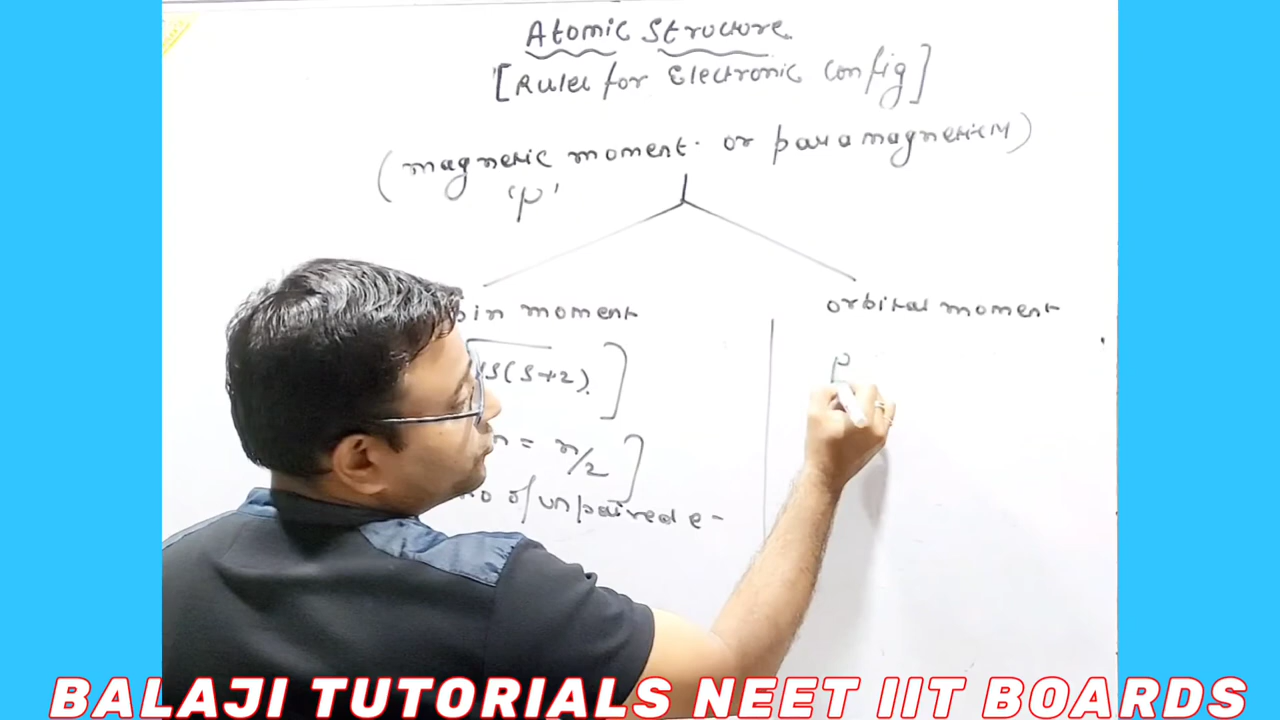 Atomic Structure
[Rules for Electronic Config]
(magnetic moment. or paramagnetism)
'μ'
pin moment
orbital moment
s(s+2).]
μ
n = n/2]
no of unpaired e-
BALAJI TUTORIALS NEET IIT BOARDS